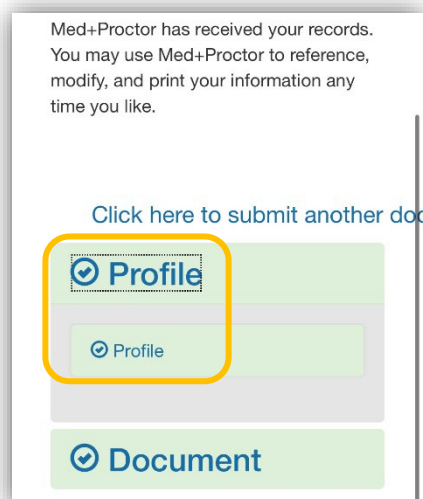 Med+Proctor has received your records.
You may use Med+Proctor to reference,
modify, and print your information any
time you like.
Click here to submit another doc
Profile
Profile
Document